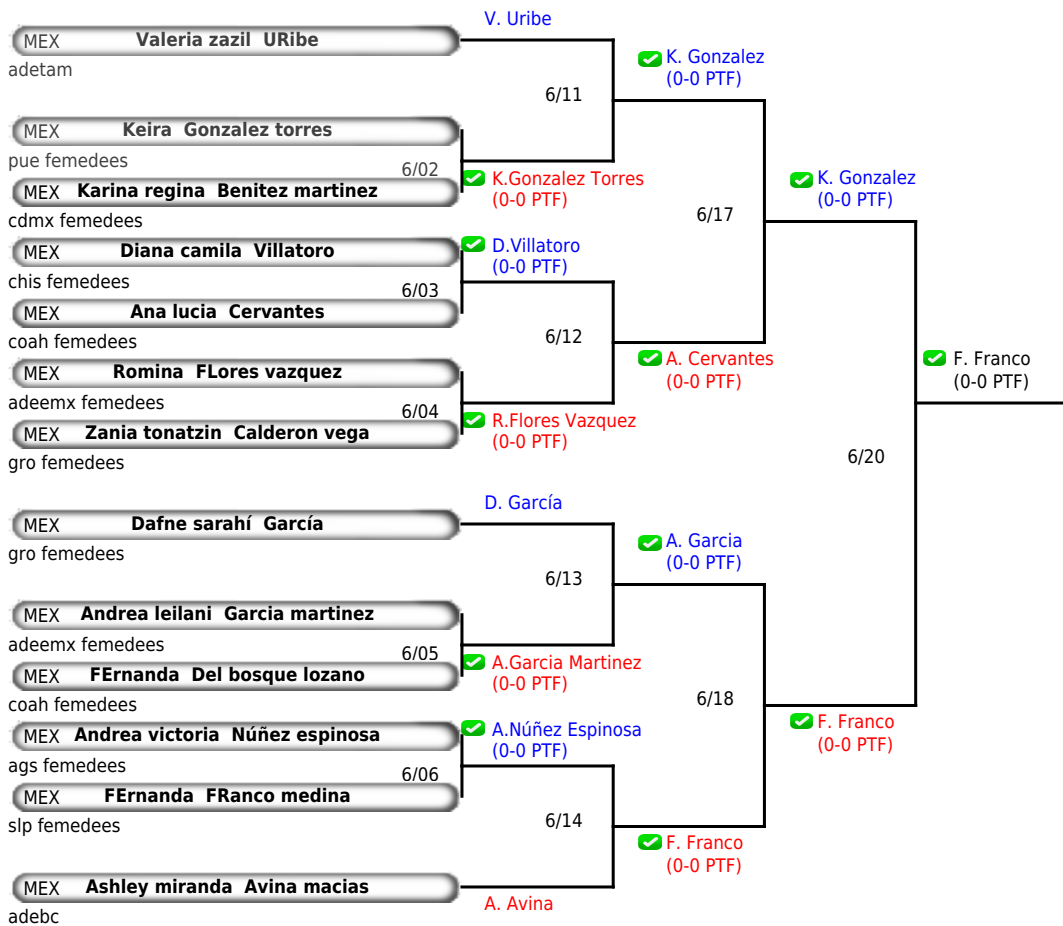 V. Uribe
MEX Valeria zazil URibe
adetam
K. Gonzalez
(0-0 PTF)
6/11
MEX Keira Gonzalez torres
pue femedees
6/02
K.Gonzalez Torres
(0-0 PTF)
K. Gonzalez
(0-0 PTF)
MEX Karina regina Benitez martinez
cdmx femedees
6/17
MEX Diana camila Villatoro
D.Villatoro
(0-0 PTF)
chis femedees
6/03
MEX Ana lucia Cervantes
coah femedees
6/12
A. Cervantes
(0-0 PTF)
F. Franco
(0-0 PTF)
MEX Romina FLores vazquez
adeemx femedees
6/04
R.Flores Vazquez
(0-0 PTF)
MEX Zania tonatzin Calderon vega
gro femedees
6/20
D. García
MEX Dafne sarahí García
gro femedees
A. Garcia
(0-0 PTF)
6/13
MEX Andrea leilani Garcia martinez
adeemx femedees
6/05
A.Garcia Martinez
(0-0 PTF)
MEX FErnanda Del bosque lozano
coah femedees
6/18
MEX Andrea victoria Núñez espinosa
A.Núñez Espinosa
(0-0 PTF)
F. Franco
(0-0 PTF)
ags femedees
6/06
MEX FErnanda FRanco medina
slp femedees
6/14
F. Franco
(0-0 PTF)
MEX Ashley miranda Avina macias
A. Avina
adebc